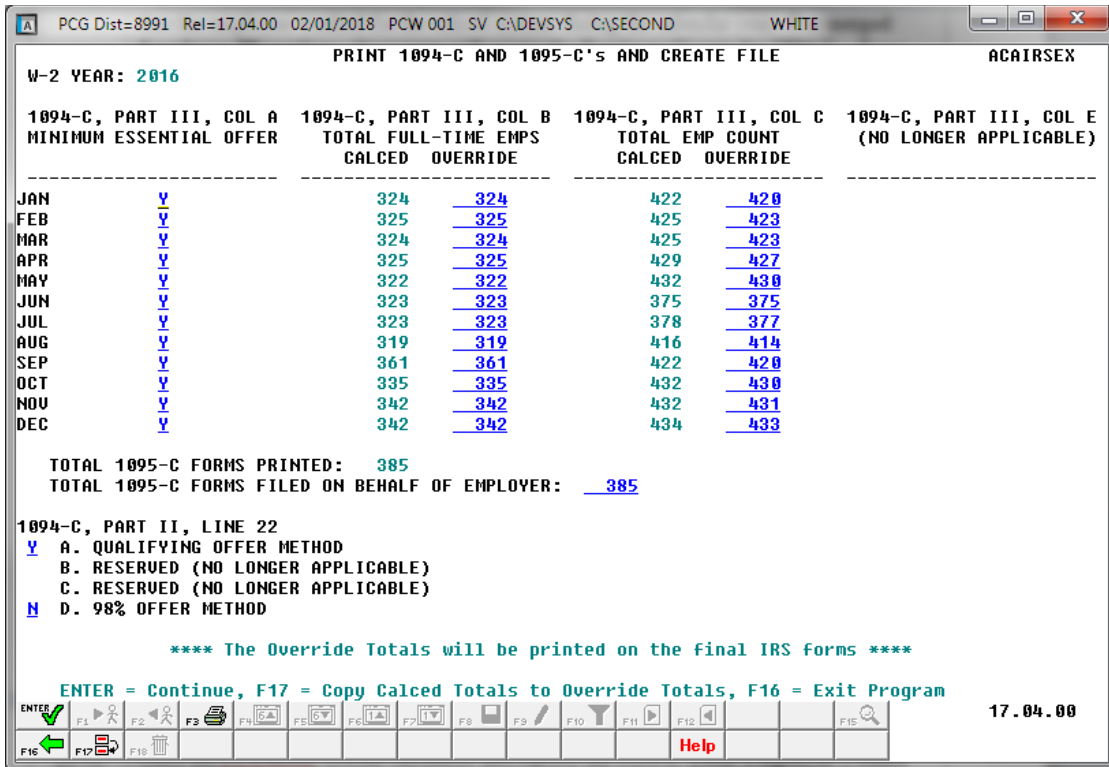 A PCG Dist=8991 Rel=17.04.00 02/01/2018 PCW 001 SV C:\DEVSYS C:\SECOND WHITE
PRINT 1094-C AND 1095-C's AND CREATE FILE ACAIRSEX
W-2 YEAR: 2016
1094-C, PART III, COL A 1094-C, PART III, COL B 1094-C, PART III, COL C 1094-C, PART III, COL E
MINIMUM ESSENTIAL OFFER TOTAL FULL-TIME EMPS TOTAL EMP COUNT (NO LONGER APPLICABLE)
CALCED OVERRIDE CALCED OVERRIDE
----------------------- ----------------------- ----------------------- -----------------------
JAN Y 324 324 422 420
FEB Y 325 325 425 423
MAR Y 324 324 425 423
APR Y 325 325 429 427
MAY Y 322 322 432 430
JUN Y 323 323 375 375
JUL Y 323 323 378 377
AUG Y 319 319 416 414
SEP Y 361 361 422 420
OCT Y 335 335 432 430
NOV Y 342 342 432 431
DEC Y 342 342 434 433
TOTAL 1095-C FORMS PRINTED: 385
TOTAL 1095-C FORMS FILED ON BEHALF OF EMPLOYER: 385
1094-C, PART II, LINE 22
Y A. QUALIFYING OFFER METHOD
B. RESERVED (NO LONGER APPLICABLE)
C. RESERVED (NO LONGER APPLICABLE)
N D. 98% OFFER METHOD
**** The Override Totals will be printed on the final IRS forms ****
ENTER = Continue, F17 = Copy Calced Totals to Override Totals, F16 = Exit Program
ENTER F1 F2 F3 F4 6 F5 6 F6 1 F7 1 F8 F9 F10 F11 F12 F15 17.04.00
F16 F17 F18 Help